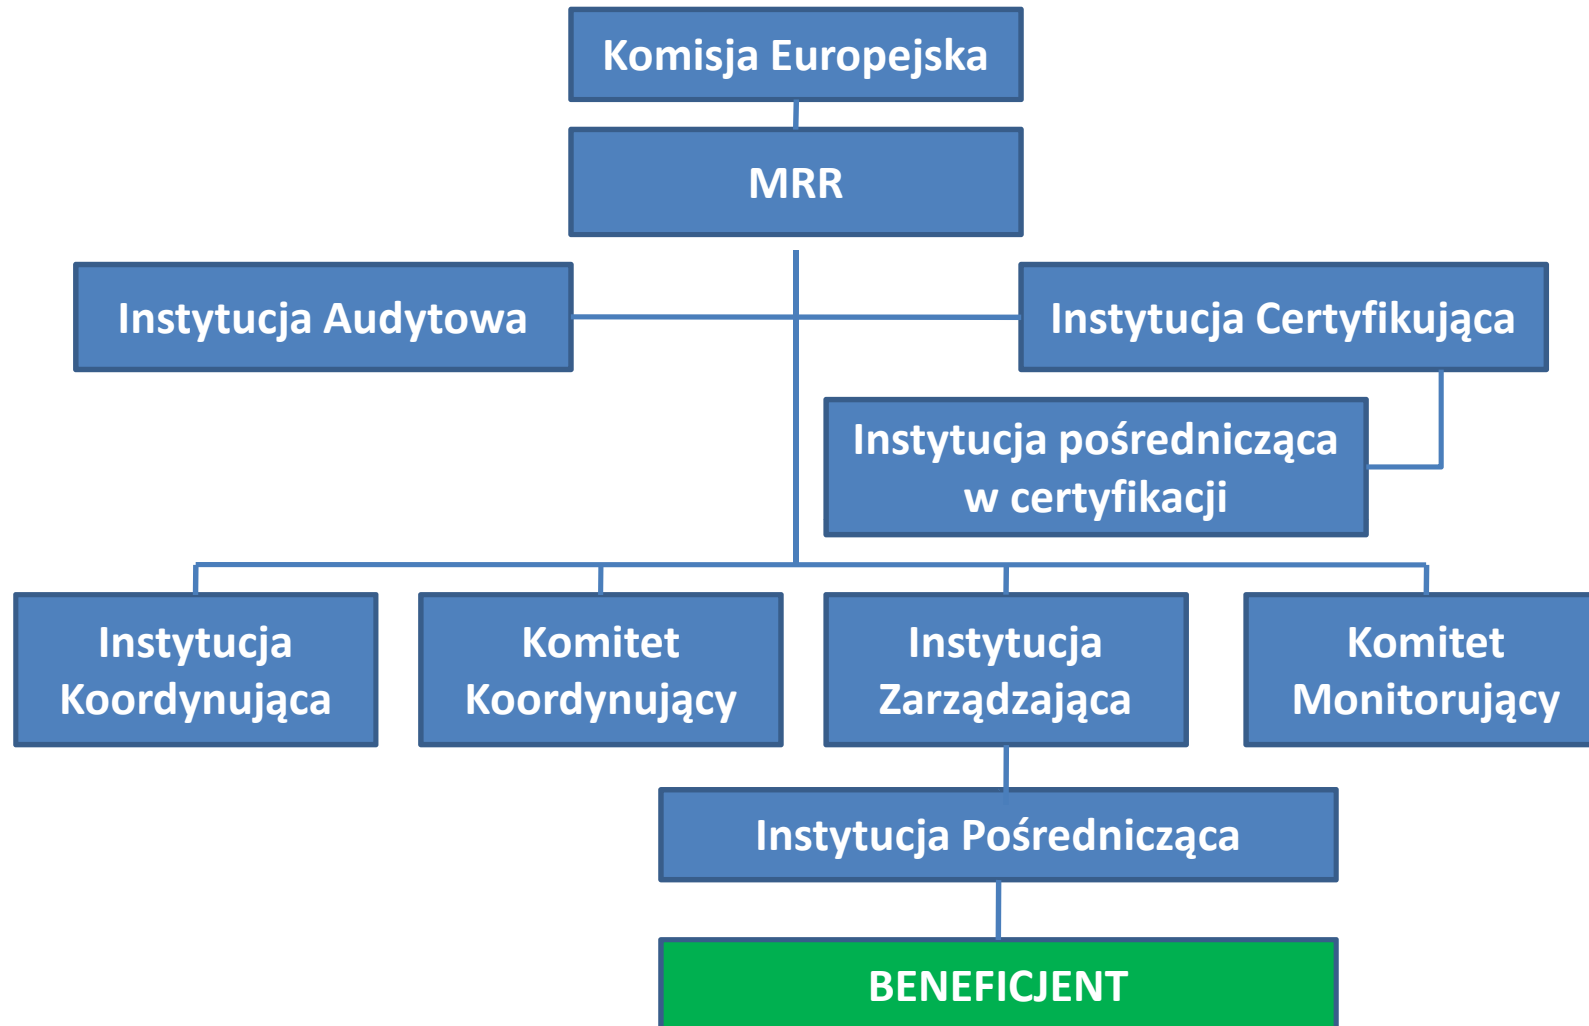 Komisja Europejska
MRR
Instytucja Audytowa
Instytucja Certyfikująca
Instytucja pośrednicząca
w certyfikacji
Instytucja
Koordynująca
Komitet
Koordynujący
Instytucja
Zarządzająca
Komitet
Monitorujący
Instytucja Pośrednicząca
BENEFICJENT